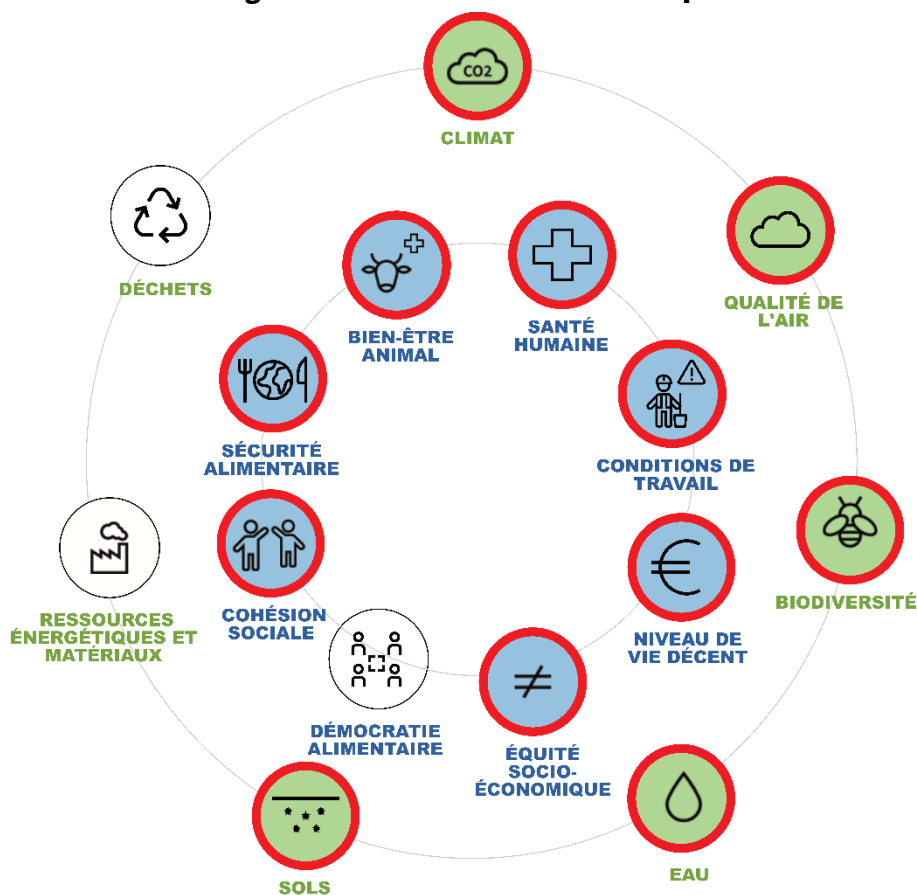 CO2
CLIMAT
DÉCHETS
QUALITÉ DE
L'AIR
BIEN-ÊTRE
ANIMAL
SANTÉ
HUMAINE
SÉCURITÉ
ALIMENTAIRE
CONDITIONS DE
TRAVAIL
RESSOURCES
ÉNERGÉTIQUES ET
MATÉRIAUX
COHÉSION
SOCIALE
NIVEAU DE
VIE DÉCENT
BIODIVERSITÉ
DÉMOCRATIE
ALIMENTAIRE
ÉQUITÉ
SOCIO-
ÉCONOMIQUE
SOLS
EAU